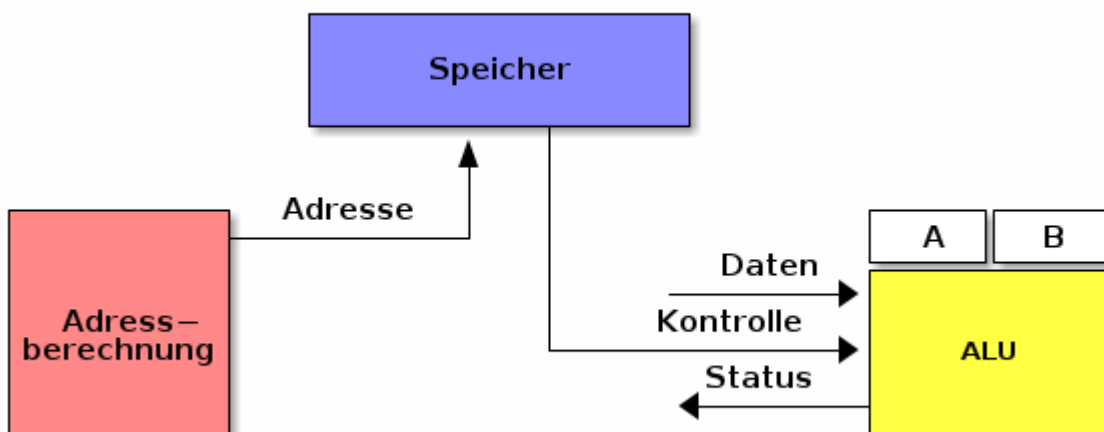 Speicher
Adresse
A
B
Daten
Adress−
berechnung
Kontrolle
ALU
Status